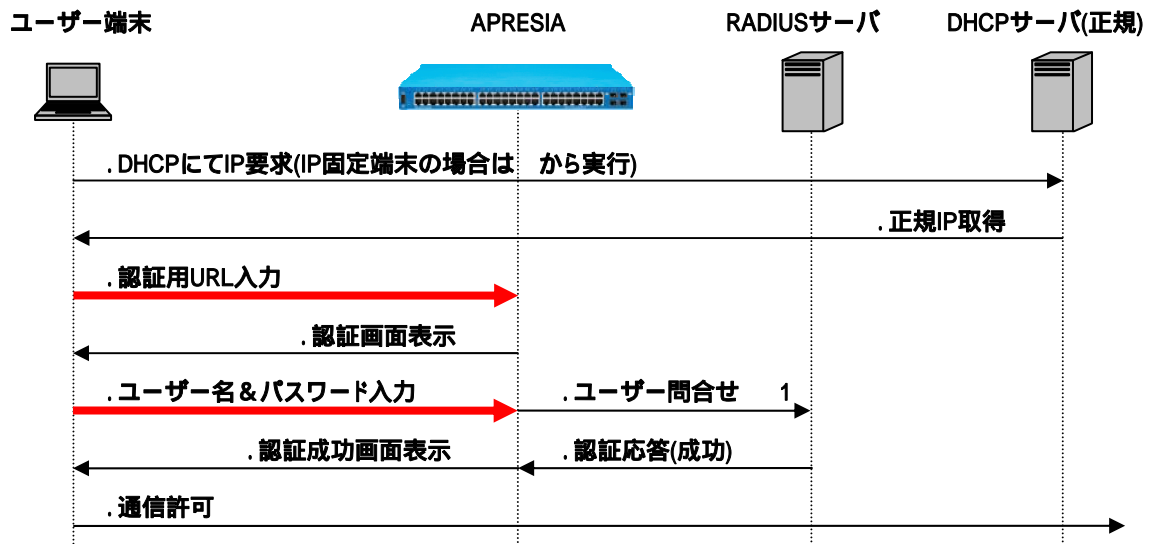 ユーザー端末 APRESIA RADIUSサーバ DHCPサーバ(正規)
. DHCPにてIP要求(IP固定端末の場合は から実行)
. 正規IP取得
. 認証用URL入力
. 認証画面表示
. ユーザー名&パスワード入力 . ユーザー問合せ 1
. 認証成功画面表示 . 認証応答(成功)
. 通信許可